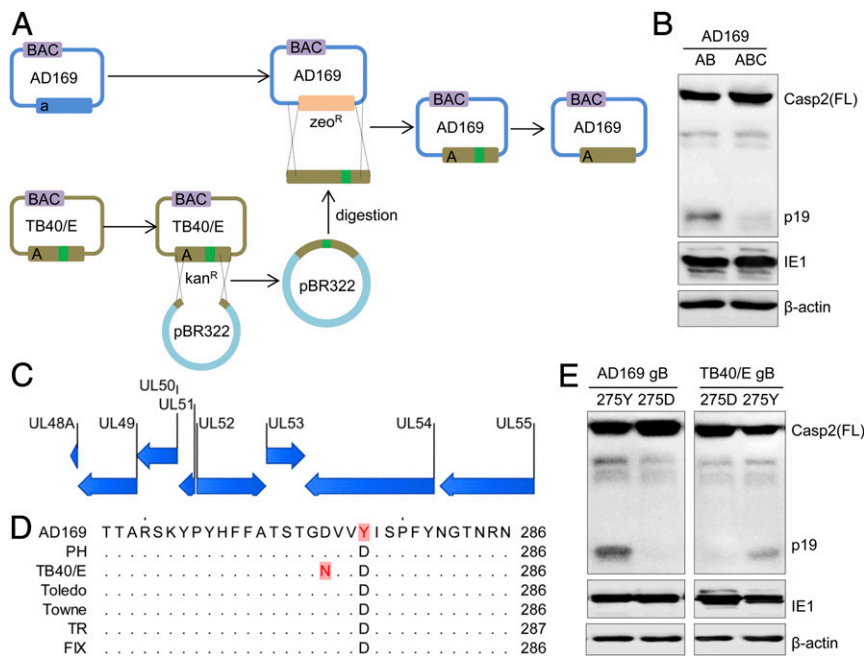 A
BAC
AD169
a
BAC
AD169
zeoR
BAC
AD169
A
BAC
AD169
A
BAC
TB40/E
A
BAC
TB40/E
A
kanR
pBR322
pBR322
digestion
B
AD169
AB ABC
Casp2(FL)
p19
IE1
β-actin
C
UL48A
UL49
UL50
UL51
UL52
UL53
UL54
UL55
D
AD169 T T A R S K Y P Y H F F A T S T G D V V Y I S P F Y N G T N R N 286
PH . . . . . . . . . . . . . . . . . . . . D . . . . . . . . . . . 286
TB40/E . . . . . . . . . . . . . . . . . N . . D . . . . . . . . . . . 286
Toledo . . . . . . . . . . . . . . . . . . . . D . . . . . . . . . . . 286
Towne . . . . . . . . . . . . . . . . . . . . D . . . . . . . . . . . 286
TR . . . . . . . . . . . . . . . . . . . . D . . . . . . . . . . . 287
FIX . . . . . . . . . . . . . . . . . . . . D . . . . . . . . . . . 286
E
AD169 gB TB40/E gB
275Y 275D 275D 275Y
Casp2(FL)
p19
IE1
β-actin